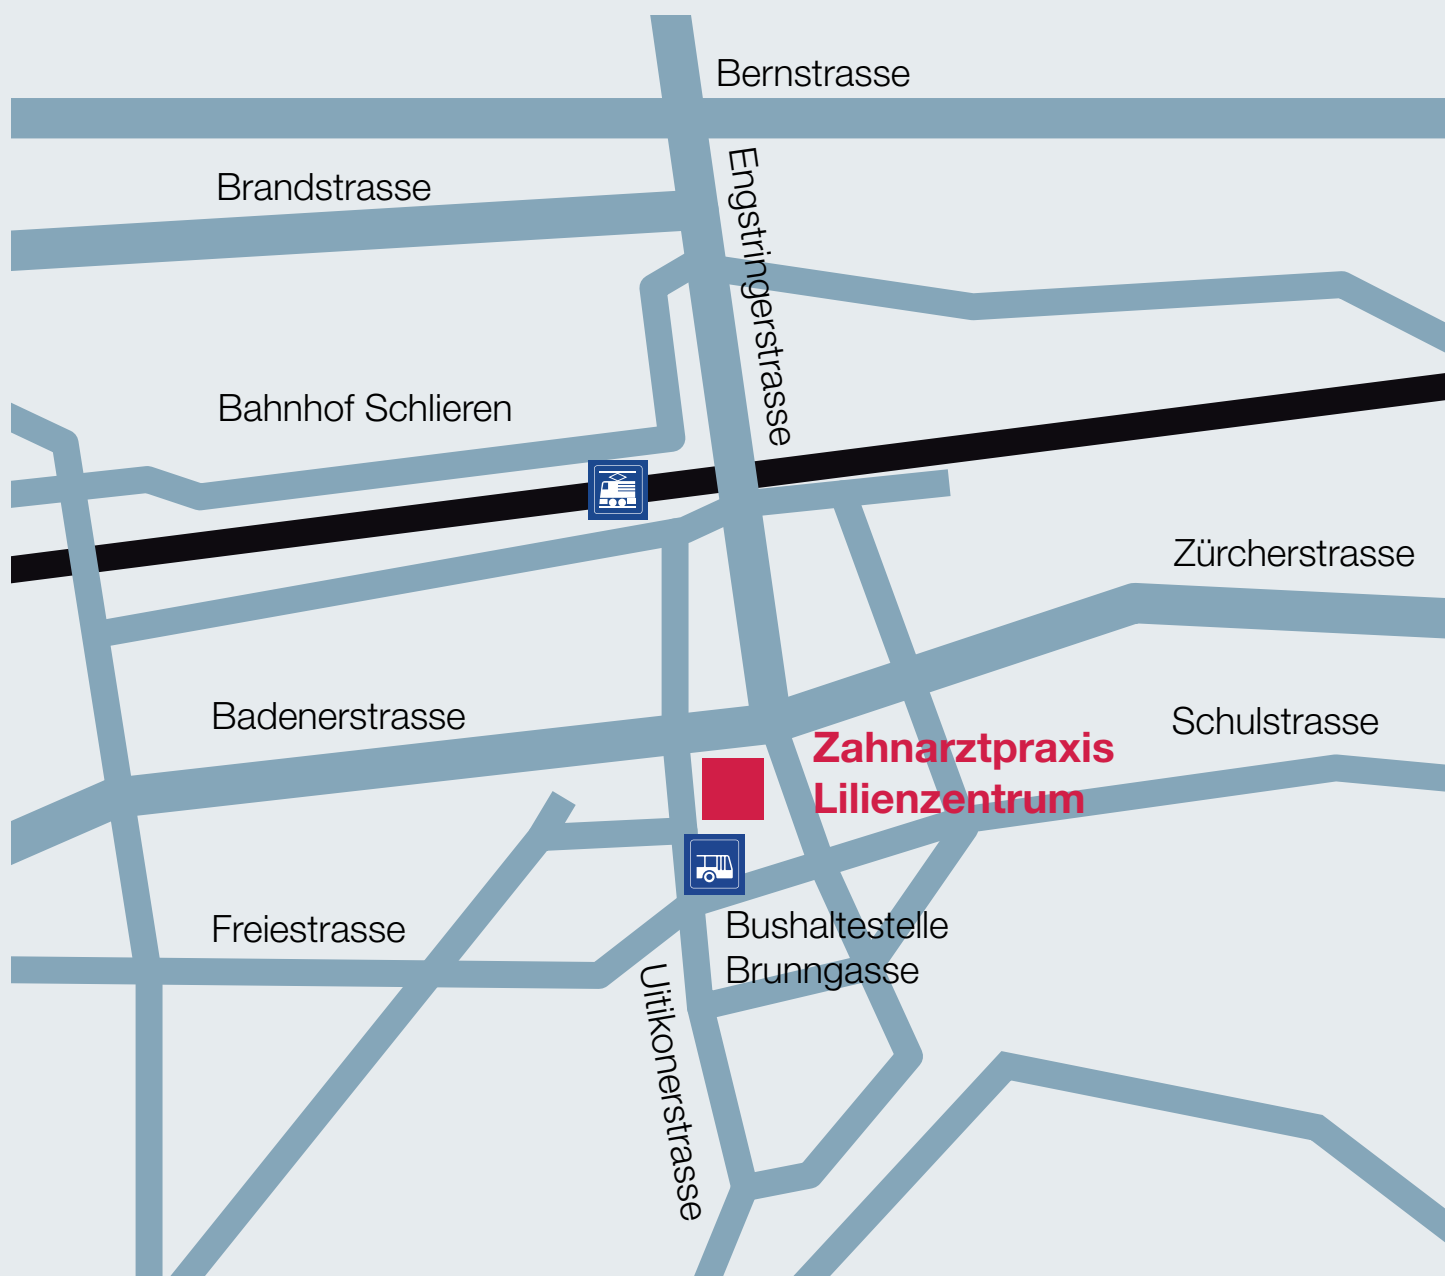 Bernstrasse
Brandstrasse
Engstringerstrasse
Bahnhof Schlieren
Zürcherstrasse
Badenerstrasse
Schulstrasse
Zahnarztpraxis
Lilienzentrum
Freiestrasse
Bushaltestelle
Brunngasse
Uitikonerstrasse